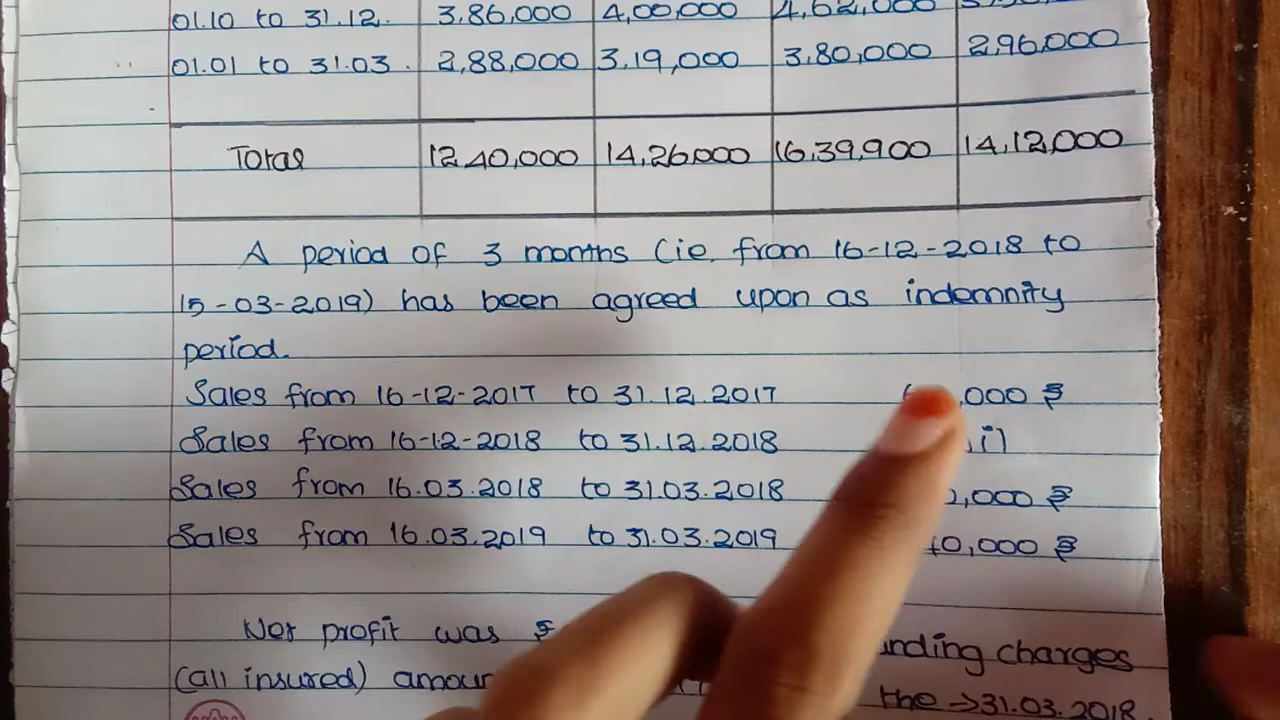 01.10 to 31.12. 3,86,000 4,00,000 4,62,000
01.01 to 31.03. 2,88,000 3,19,000 3,80,000 2,96,000
Total 12,40,000 14,26,000 16,39,900 14,12,000
A period of 3 months (ie. from 16-12-2018 to
15-03-2019) has been agreed upon as indemnity
period.
Sales from 16-12-2017 to 31.12.2017 ,000 ₹
Sales from 16-12-2018 to 31.12.2018
Sales from 16.03.2018 to 31.03.2018 ,000 ₹
Sales from 16.03.2019 to 31.03.2019 40,000 ₹
Net profit was ₹ charges
(all insured) the →31.03.2018